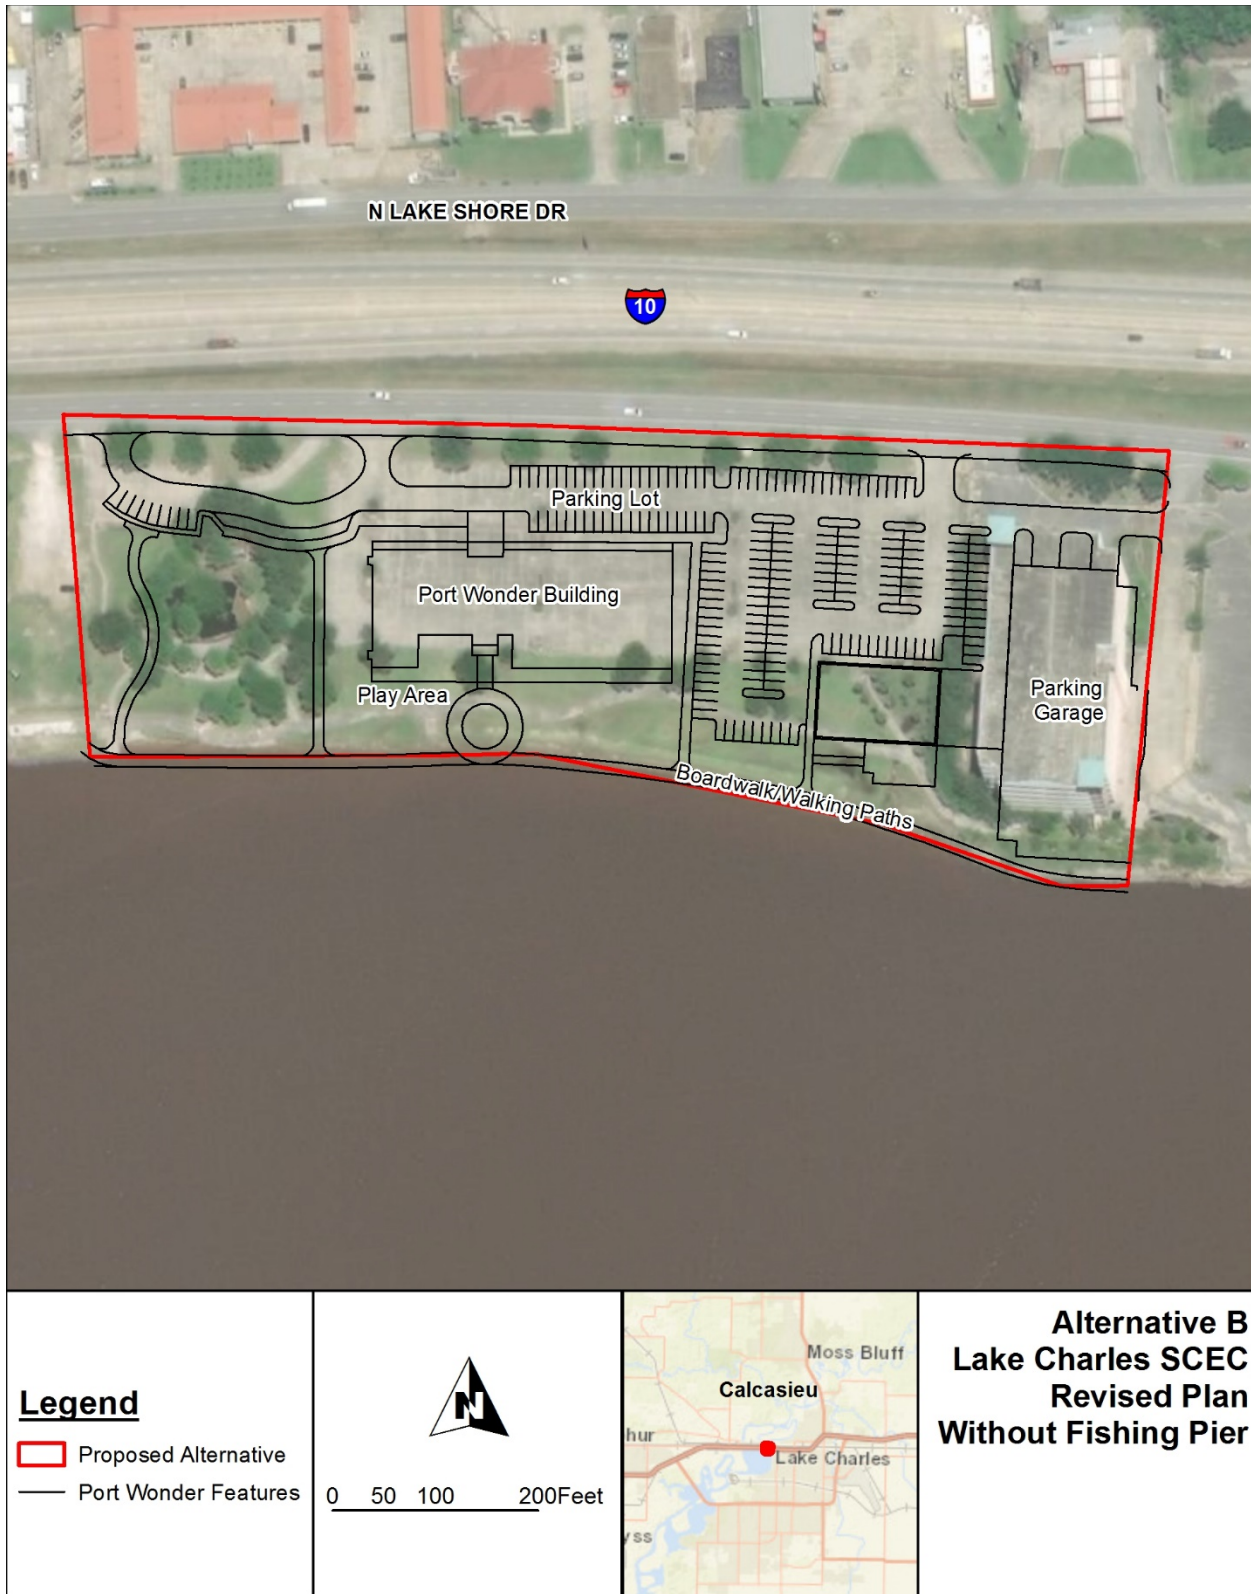 N LAKE SHORE DR
10
Parking Lot
Port Wonder Building
Play Area
Parking
Garage
Boardwalk/Walking Paths
Legend
Proposed Alternative
Port Wonder Features
N
0 50 100 200Feet
Moss Bluff
Calcasieu
hur
Lake Charles
yss
Alternative B
Lake Charles SCEC
Revised Plan
Without Fishing Pier